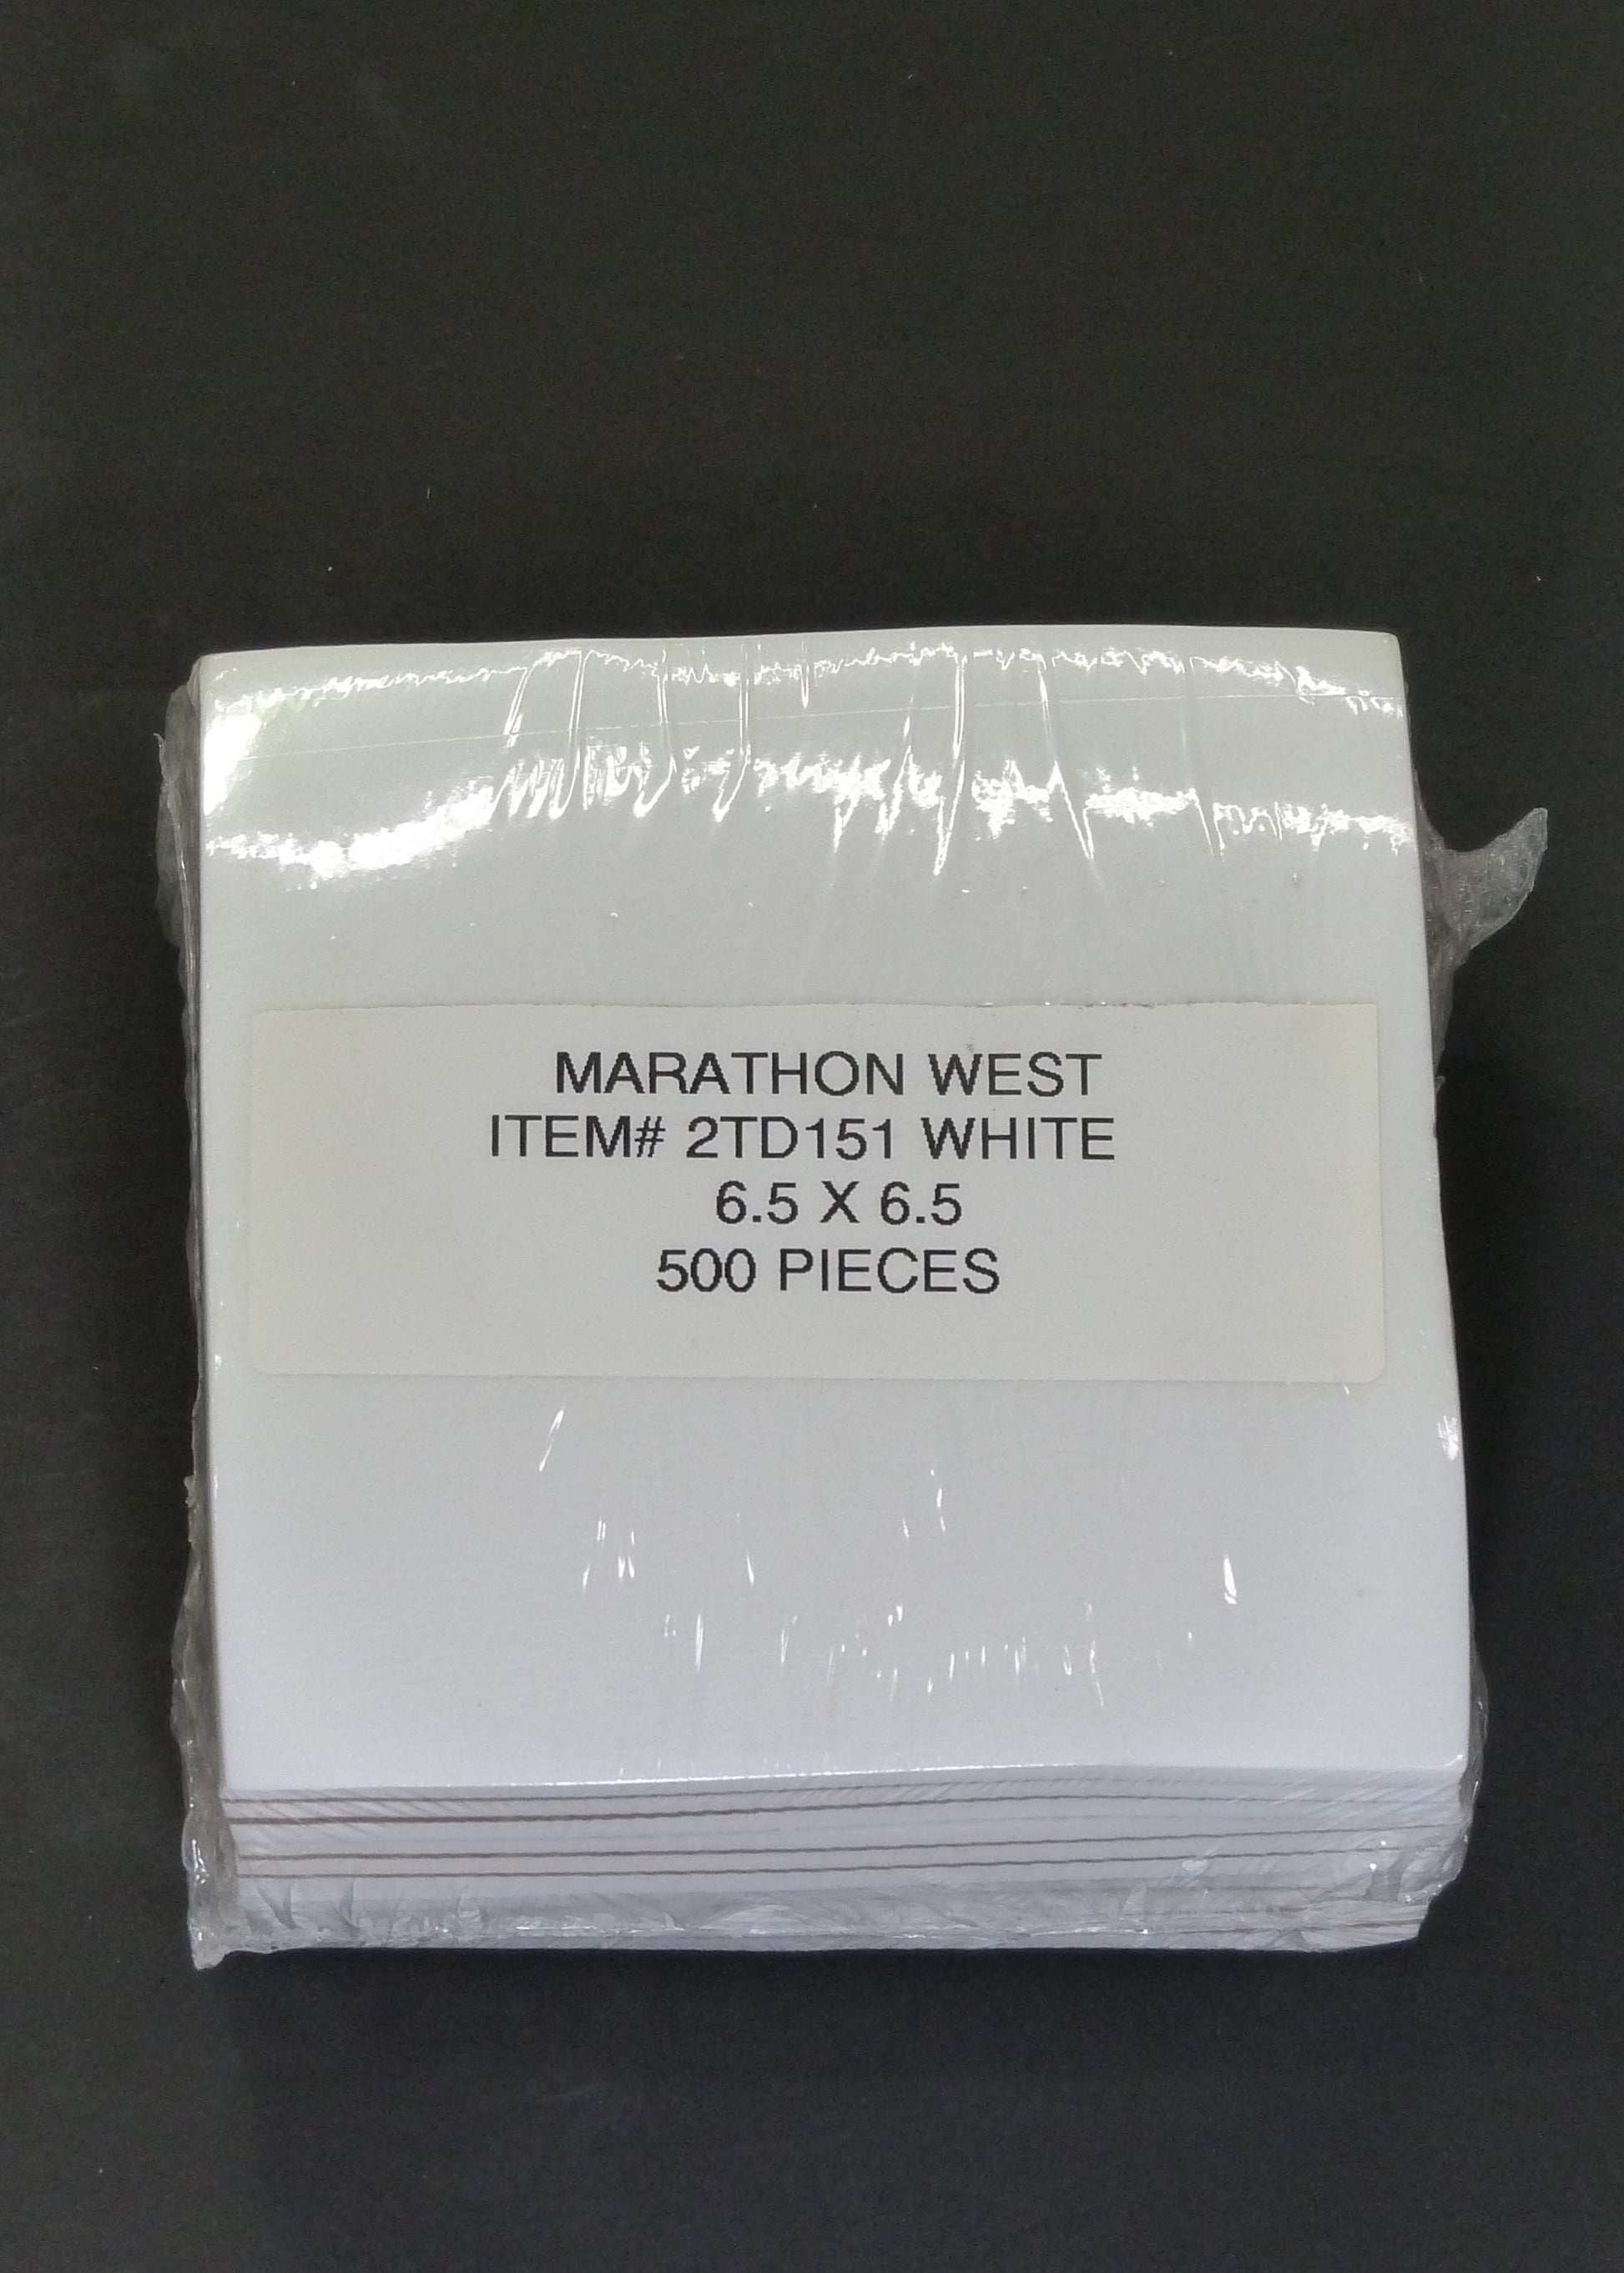 MARATHON WEST
ITEM# 2TD151 WHITE
6.5 X 6.5
500 PIECES